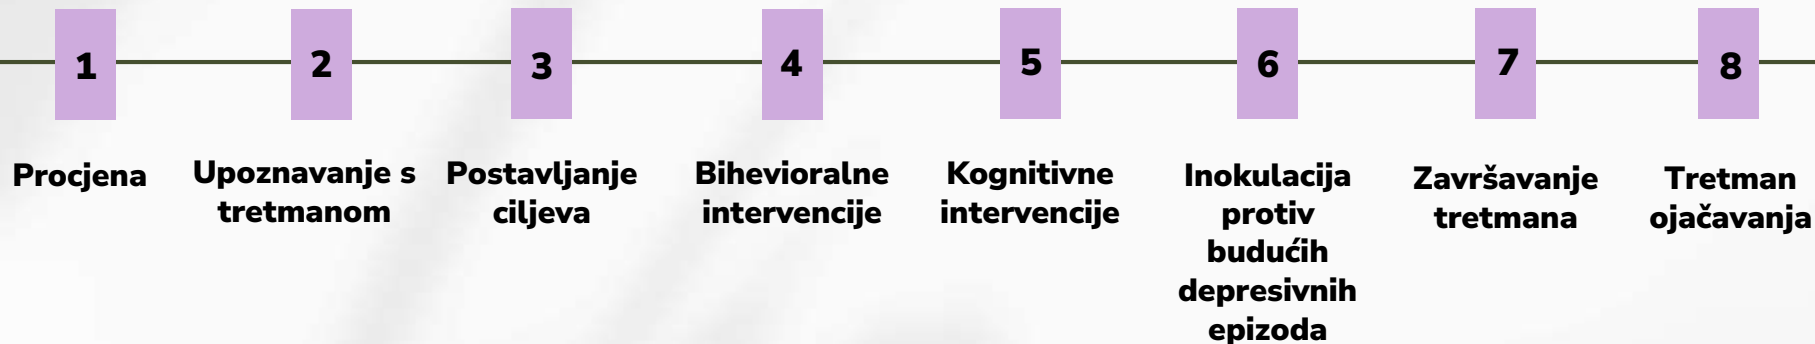 1
Procjena
2
Upoznavanje s
tretmanom
3
Postavljanje
ciljeva
4
Bihevioralne
intervencije
5
Kognitivne
intervencije
6
Inokulacija
protiv
budućih
depresivnih
epizoda
7
Završavanje
tretmana
8
Tretman
ojačavanja